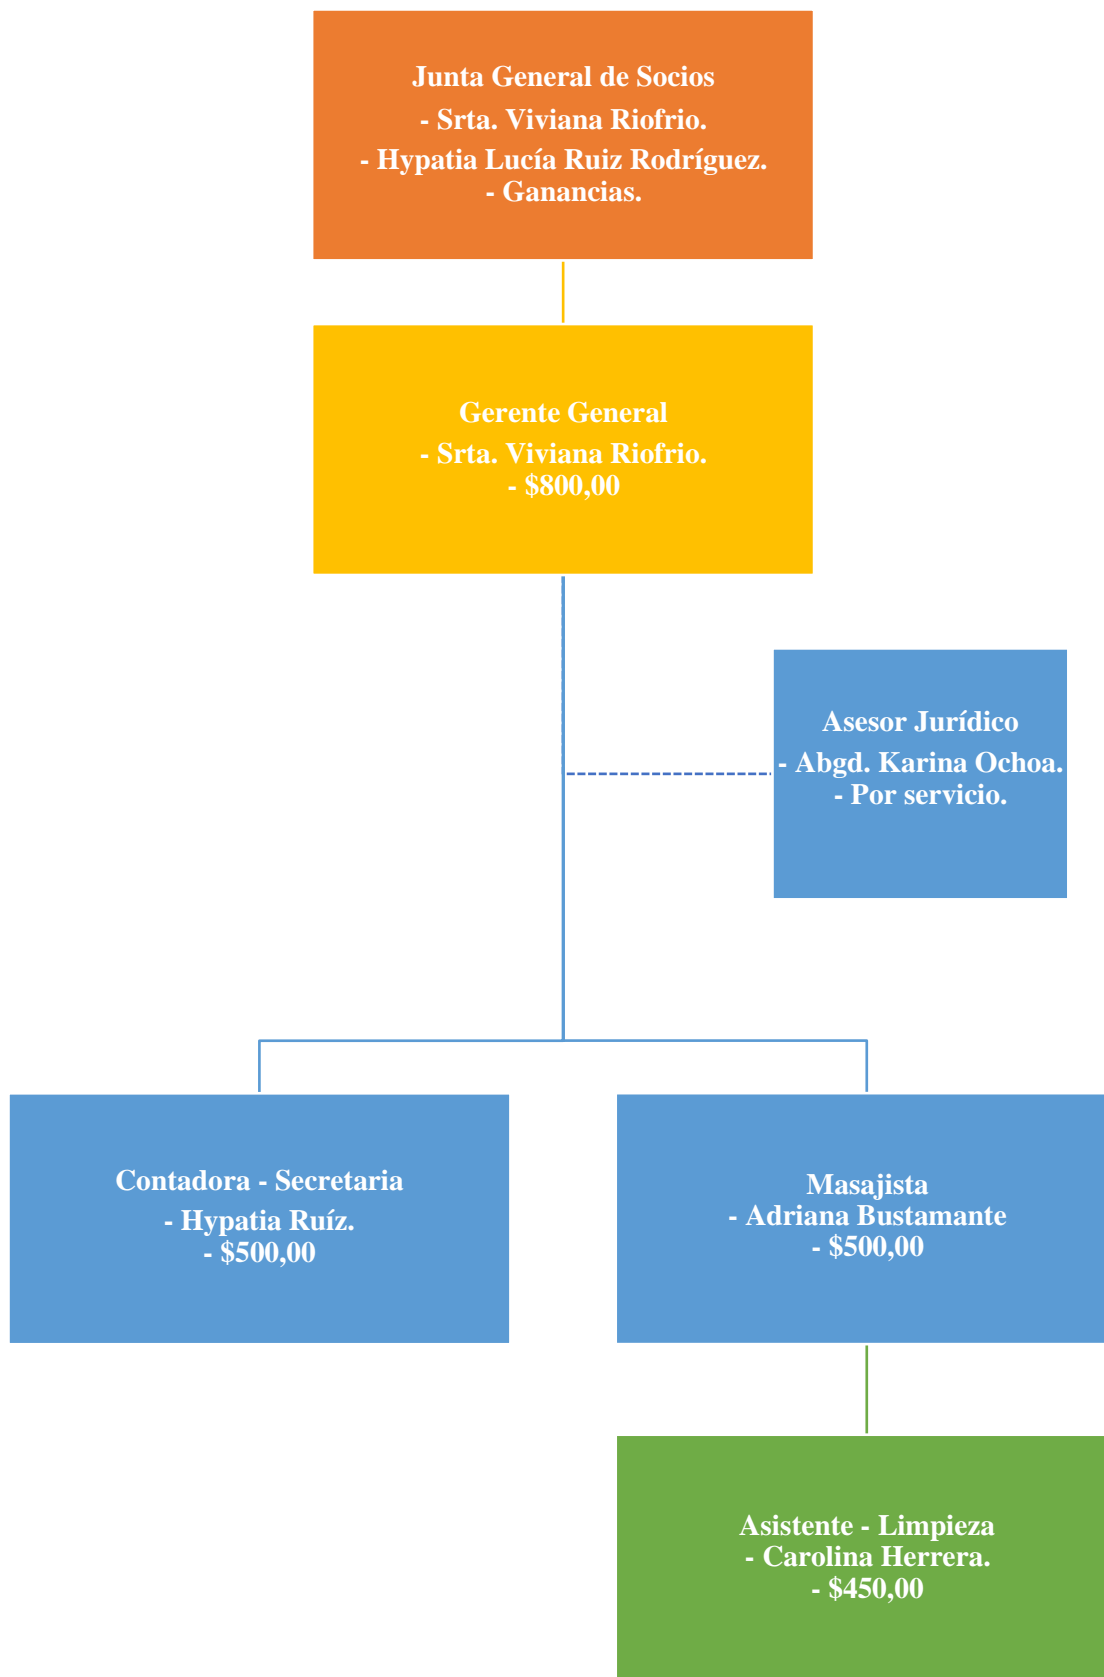 Junta General de Socios
- Srta. Viviana Riofrio.
- Hypatia Lucía Ruiz Rodríguez.
- Ganancias.
Gerente General
- Srta. Viviana Riofrio.
- $800,00
Asesor Jurídico
- Abgd. Karina Ochoa.
- Por servicio.
Contadora - Secretaria
- Hypatia Ruíz.
- $500,00
Masajista
- Adriana Bustamante
- $500,00
Asistente - Limpieza
- Carolina Herrera.
- $450,00